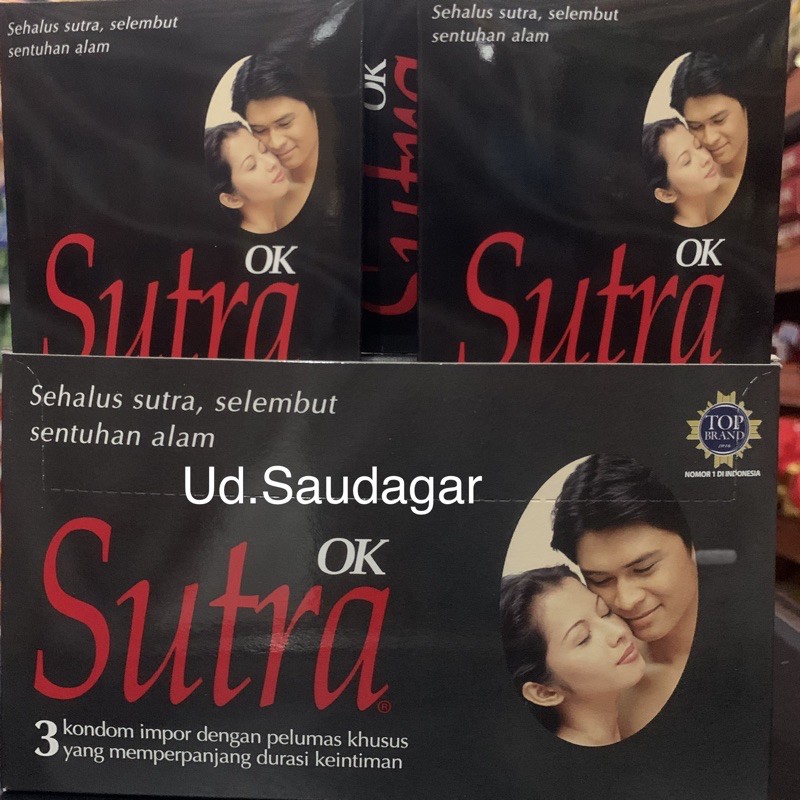 Sehalus sutra, selembut
sentuhan alam
OK
Sutra
OK
Sutra
Sehalus sutra, selembut
sentuhan alam
OK
Sutra
Sehalus sutra, selembut
sentuhan alam
TOP
BRAND
NOMOR 1 DI INDONESIA
Ud.Saudagar
OK
Sutra®
3 kondom impor dengan pelumas khusus
yang memperpanjang durasi keintiman